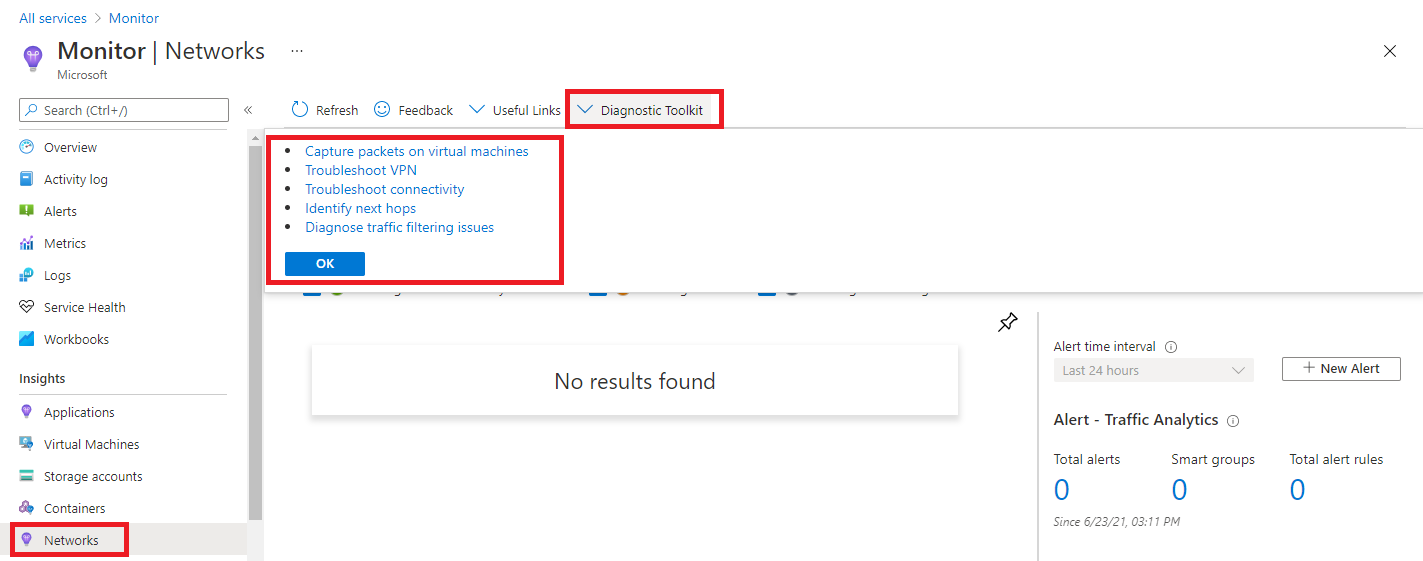 All services > Monitor
Monitor | Networks ...
Microsoft
Search (Ctrl+/)
«
Refresh
Feedback
Useful Links
Diagnostic Toolkit
Overview
Activity log
Alerts
Metrics
Logs
Service Health
Workbooks
Insights
Applications
Virtual Machines
Storage accounts
Containers
Networks
• Capture packets on virtual machines
• Troubleshoot VPN
• Troubleshoot connectivity
• Identify next hops
• Diagnose traffic filtering issues
OK
No results found
Alert time interval
Last 24 hours
+ New Alert
Alert - Traffic Analytics
Total alerts Smart groups Total alert rules
0 0 0
Since 6/23/21, 03:11 PM